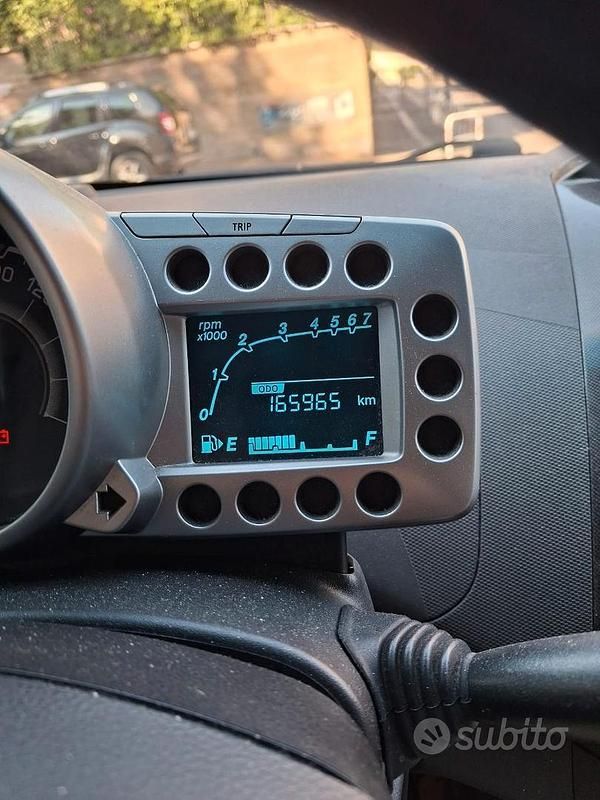 TRIP
rpm
x1000
0 1 2 3 4 5 6 7
ODO
165965 km
E F
subito